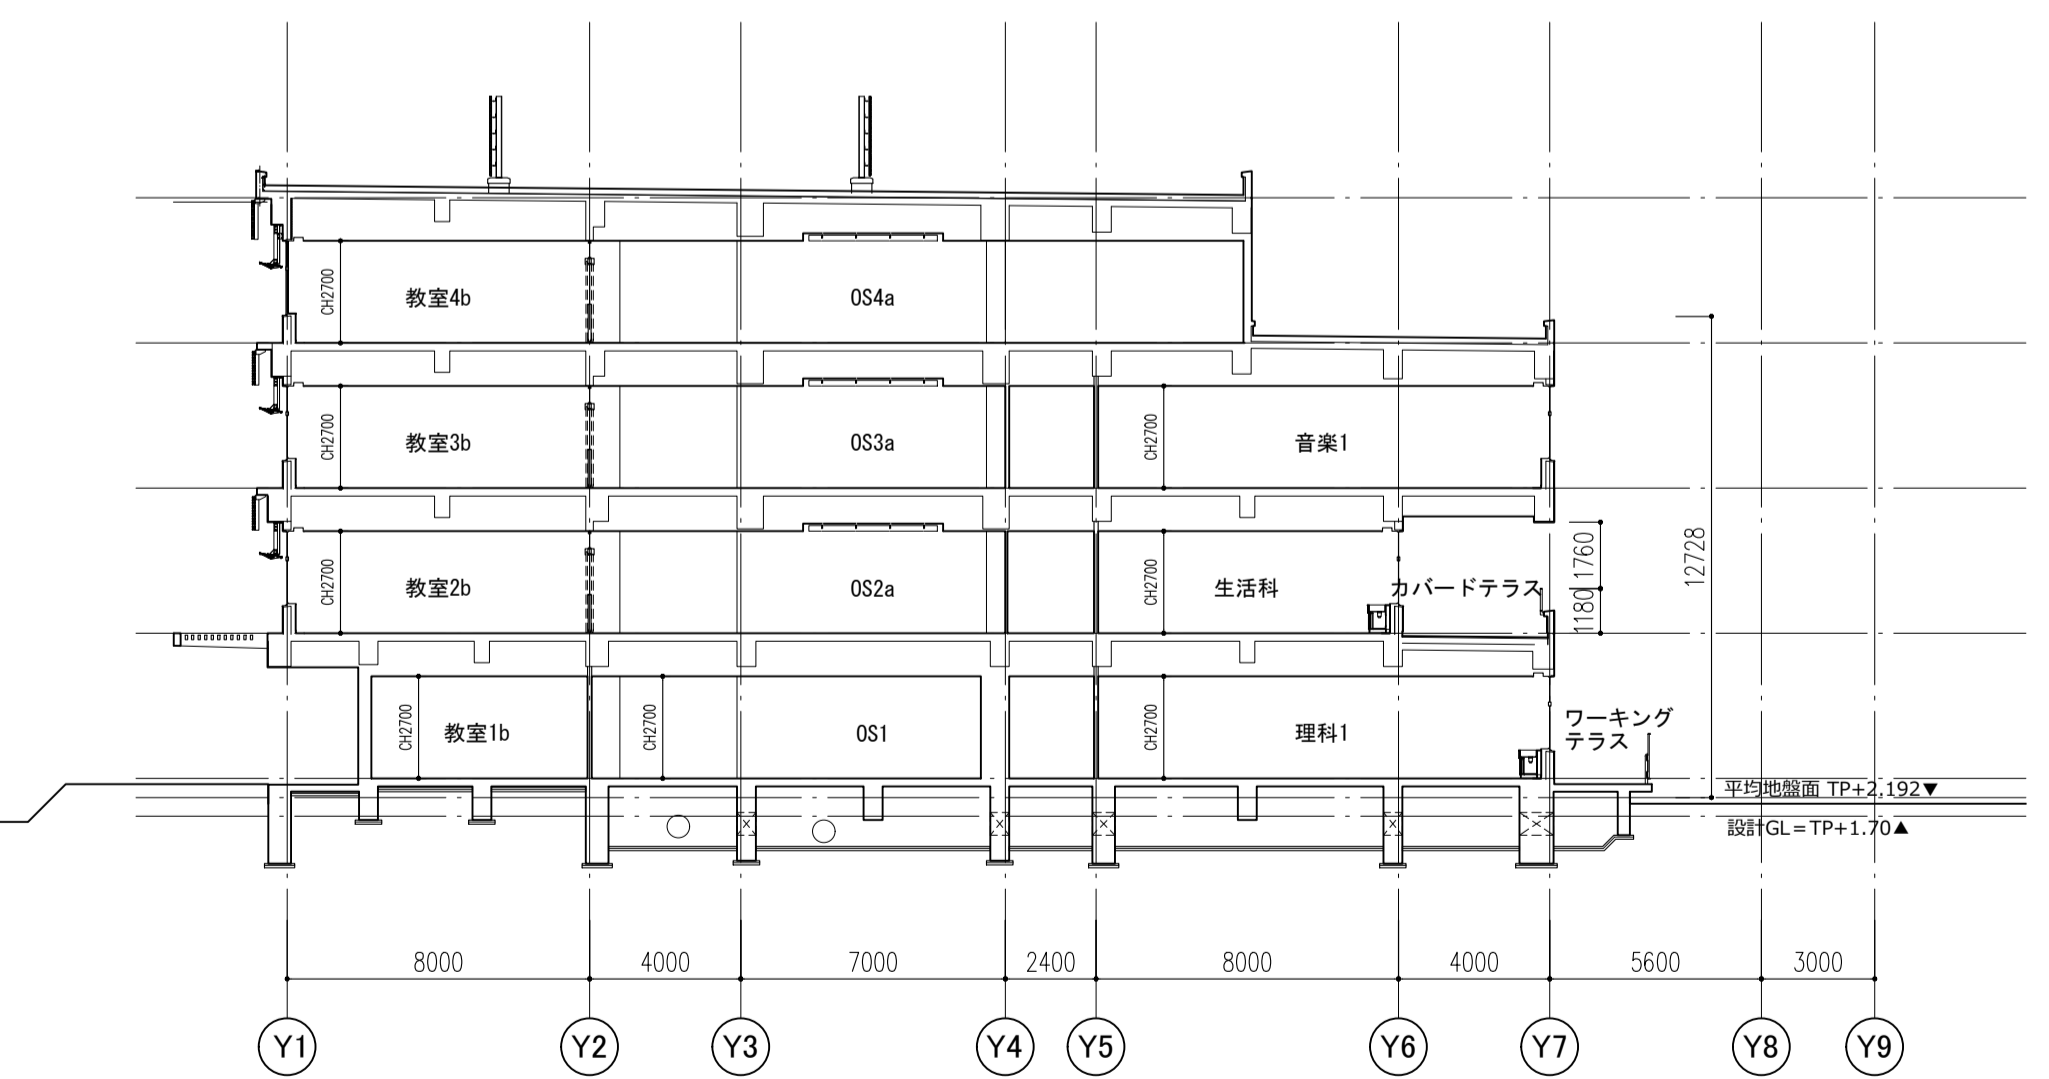 CH2700
教室4b
OS4a
CH2700
教室3b
OS3a
CH2700
音楽1
CH2700
教室2b
OS2a
CH2700
生活科
カバードテラス
1760
1180
12728
CH2700
教室1b
CH2700
OS1
CH2700
理科1
ワーキング
テラス
平均地盤面 TP+2.192▼
設計GL=TP+1.70▲
8000
4000
7000
2400
8000
4000
5600
3000
Y1
Y2
Y3
Y4
Y5
Y6
Y7
Y8
Y9